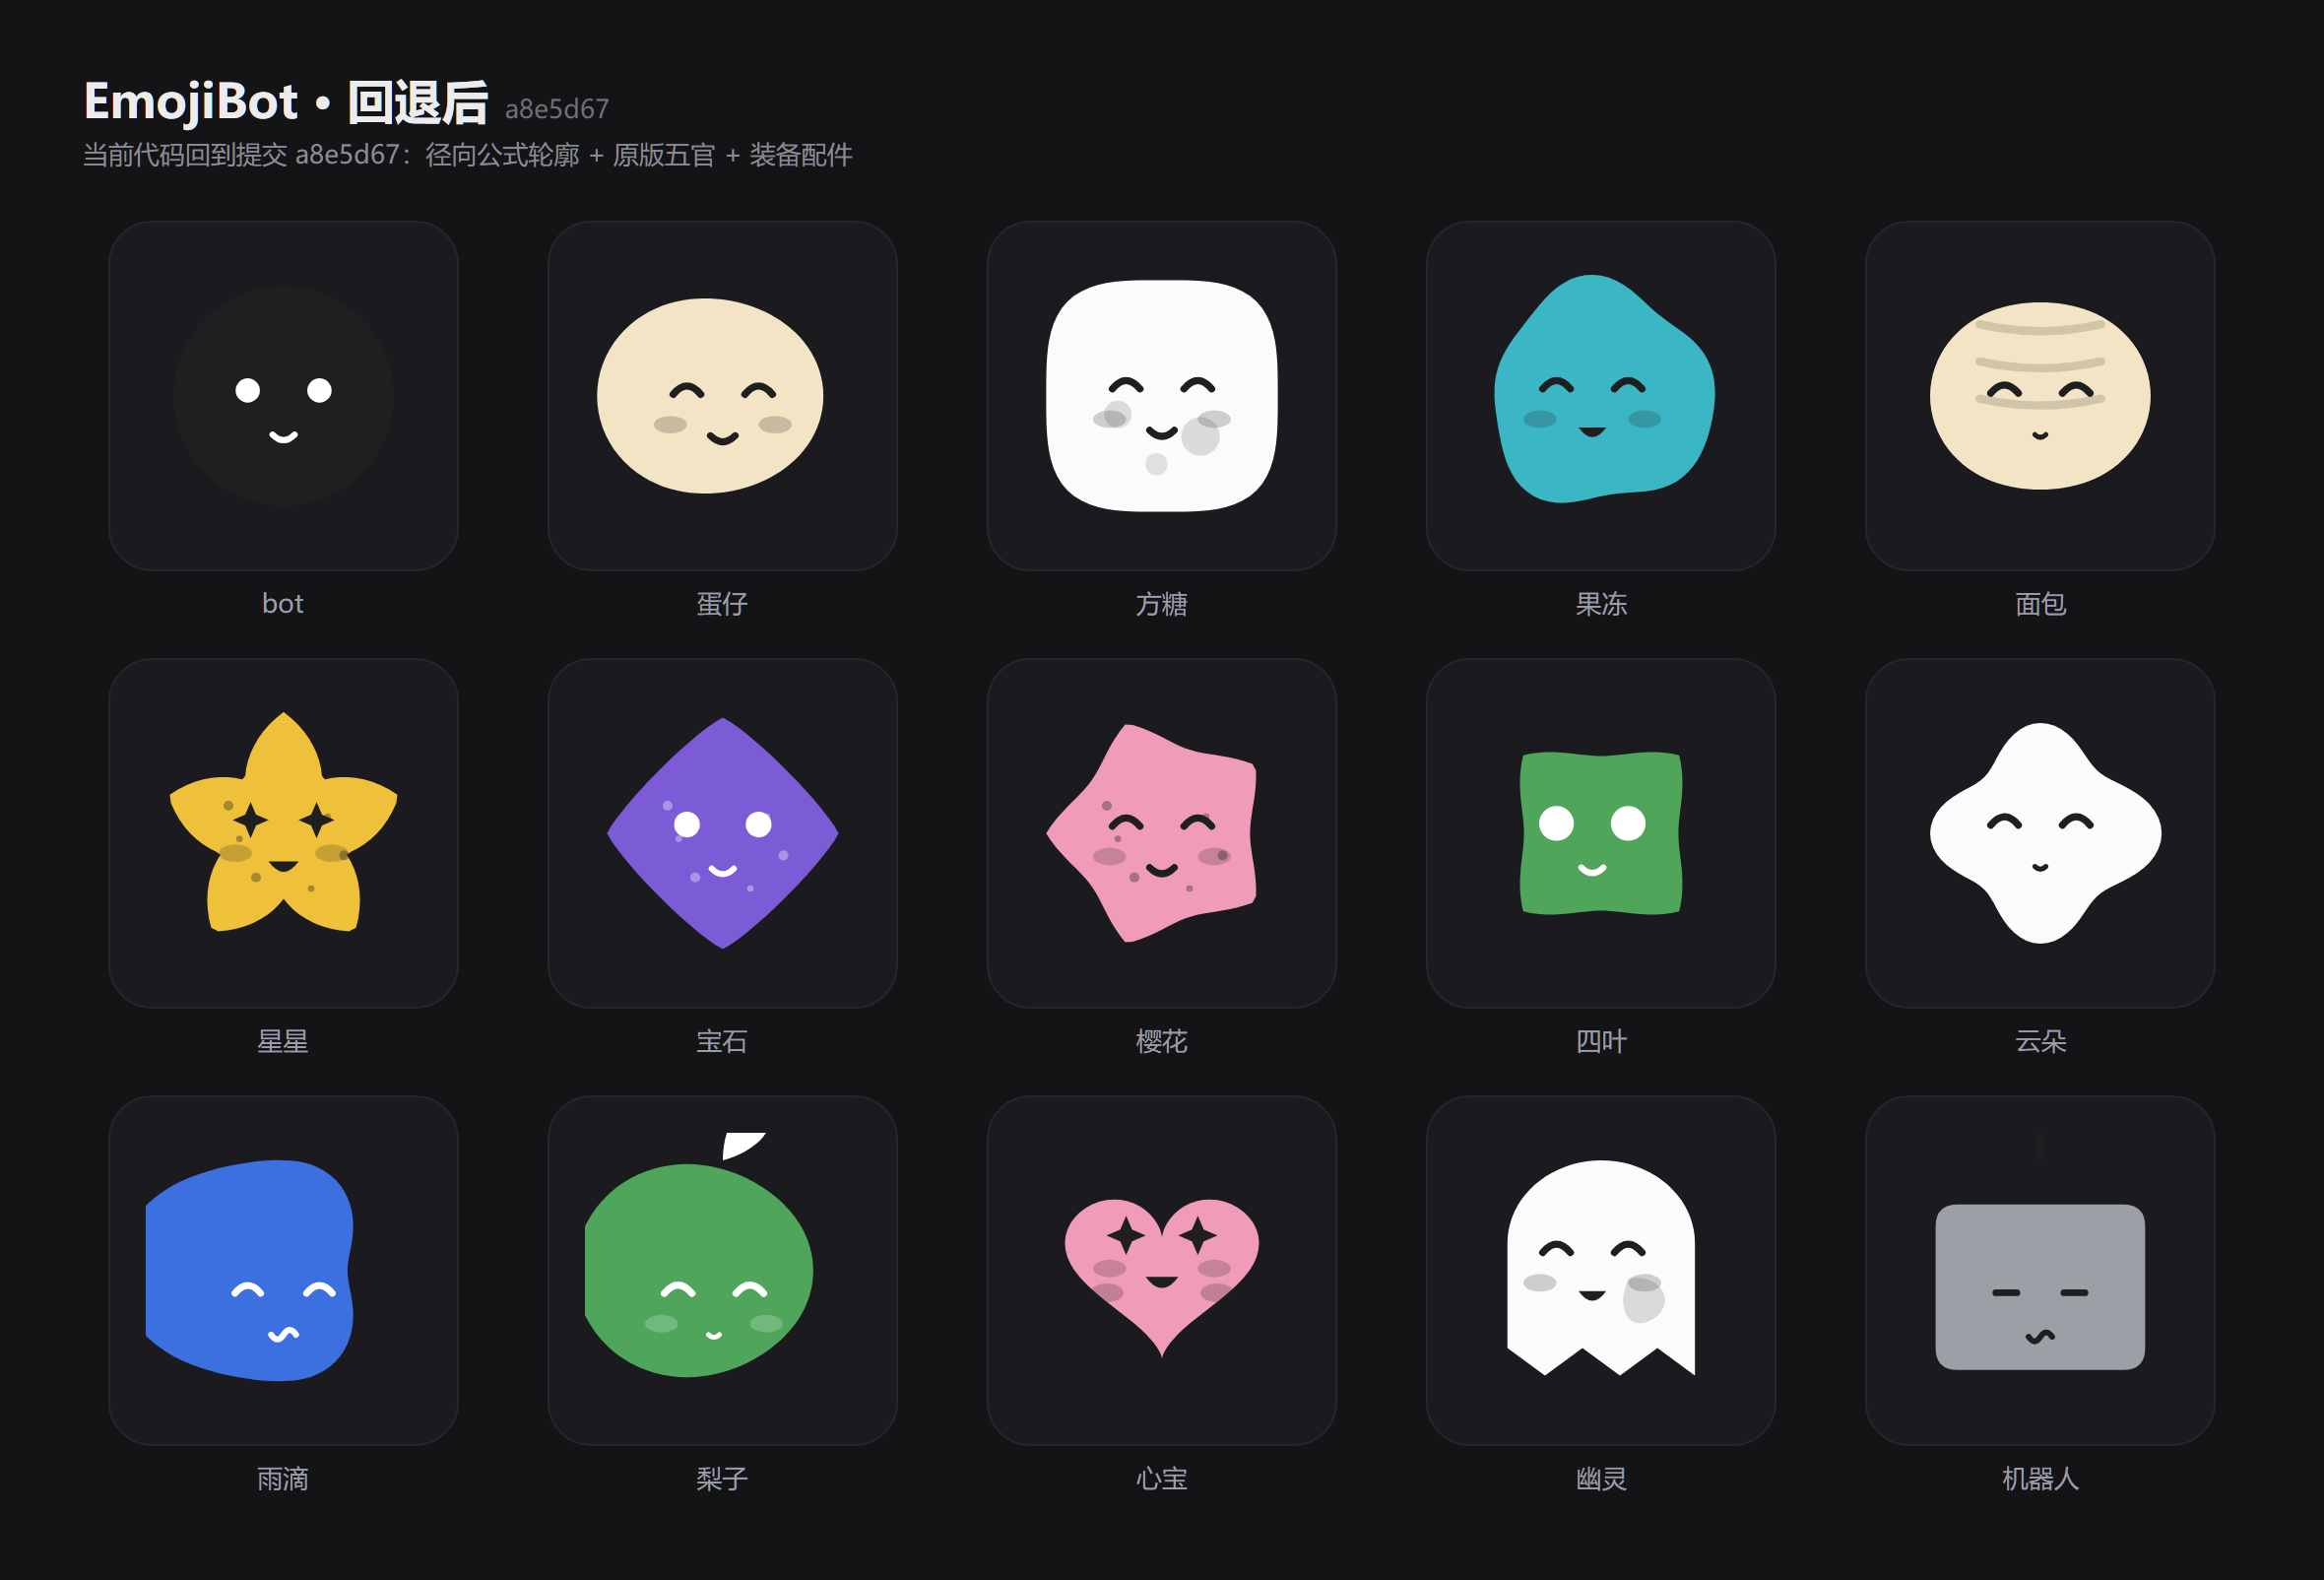 EmojiBot • 回退后 a8e5d67
当前代码回到提交 a8e5d67：径向公式轮廓 + 原版五官 + 装备配件
bot
蛋仔
方糖
果冻
面包
星星
宝石
樱花
四叶
云朵
雨滴
梨子
心宝
幽灵
机器人